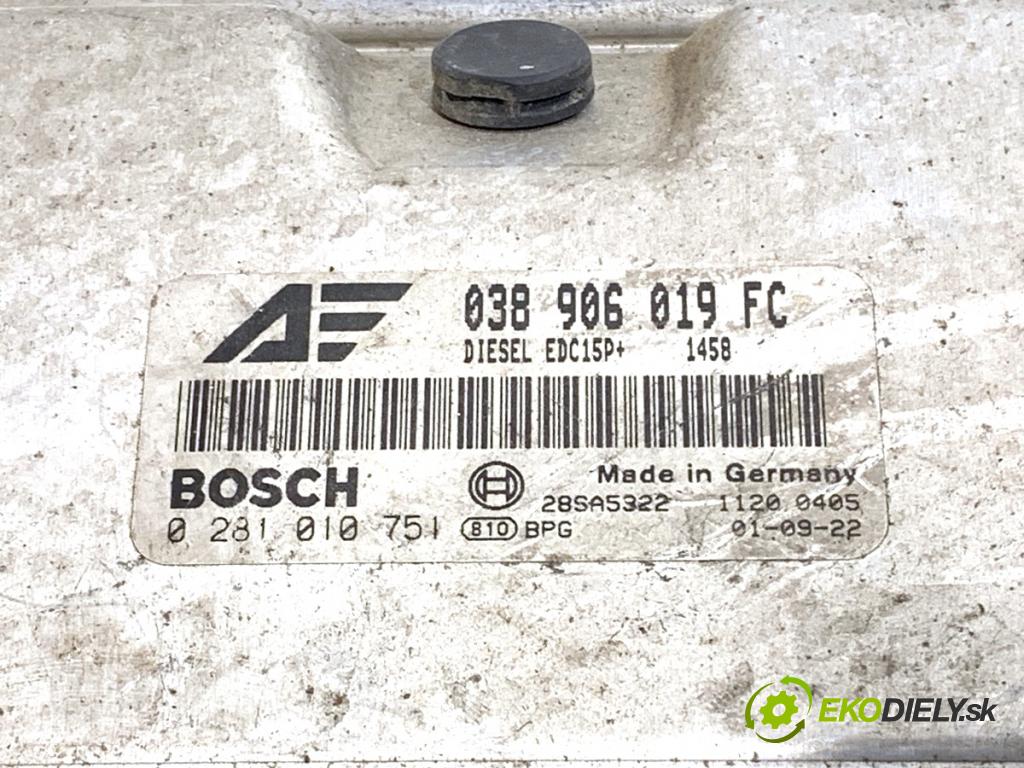 AF 038 906 019 FC
DIESEL EDC15P+ 1458
BOSCH Made in Germany
28SA5322 1120 0405
0 281 010 751 810 BPG 01-09-22
EKODIELY.sk